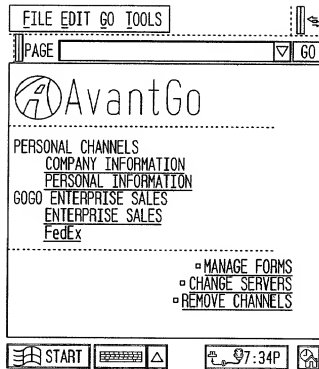 FILE EDIT GO TOOLS
PAGE GO
AvantGo
PERSONAL CHANNELS
COMPANY INFORMATION
PERSONAL INFORMATION
GOGO ENTERPRISE SALES
ENTERPRISE SALES
FedEx
MANAGE FORMS
CHANGE SERVERS
REMOVE CHANNELS
START 7:34P